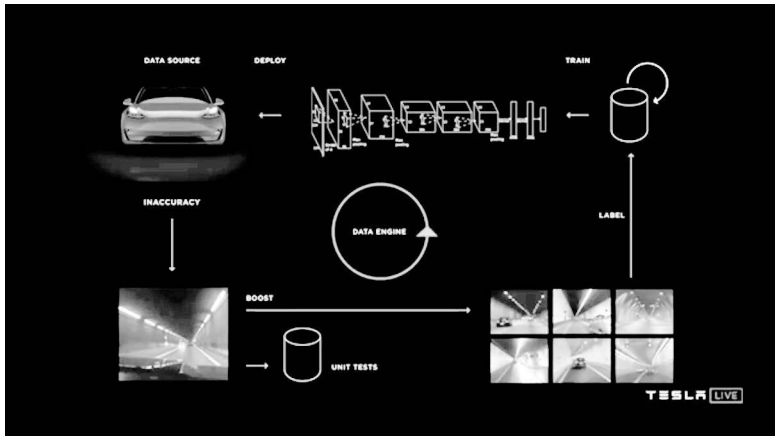 DATA SOURCE
DEPLOY
TRAIN
INACCURACY
LABEL
DATA ENGINE
BOOST
UNIT TESTS
TESLA LIVE